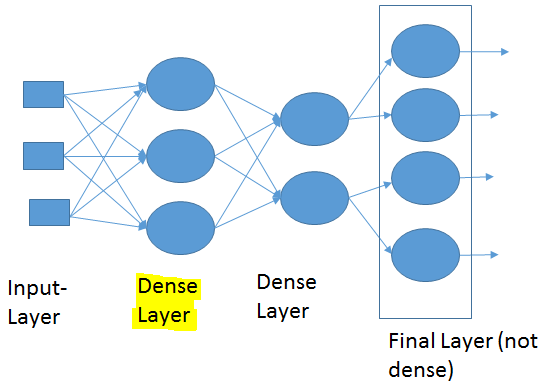 Input-
Layer
Dense
Layer
Dense
Layer
Final Layer (not
dense)